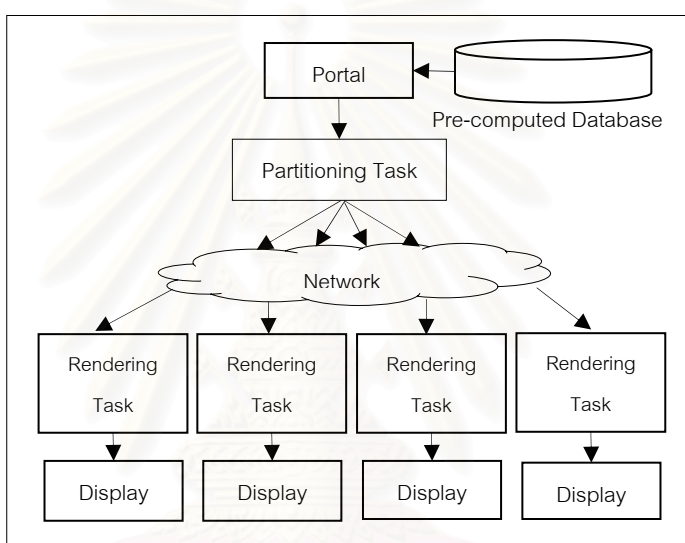 Portal
Pre-computed Database
Partitioning Task
Network
Rendering
Task
Rendering
Task
Rendering
Task
Rendering
Task
Display
Display
Display
Display